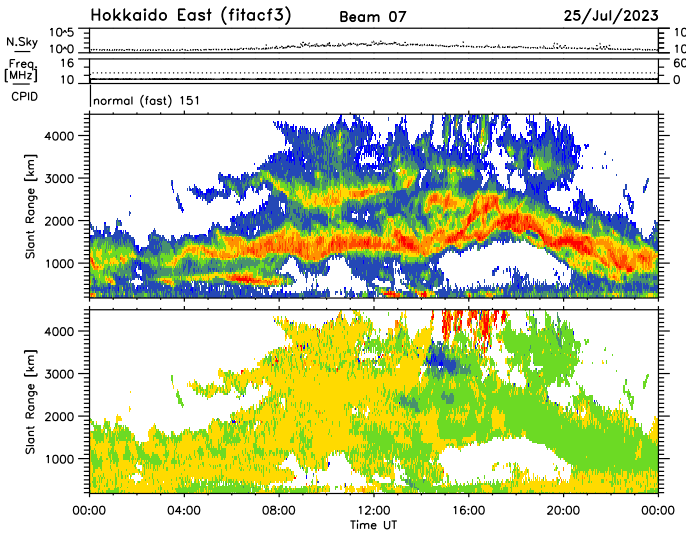 Hokkaido East (fitacf3) Beam 07 25/Jul/2023
N.Sky 10^5 10^0 10 10
Freq. [MHz] 16 10 60 0
CPID normal (fast) 151
Slant Range [km] 4000 3000 2000 1000
Slant Range [km] 4000 3000 2000 1000
00:00 04:00 08:00 12:00 16:00 20:00 00:00
Time UT